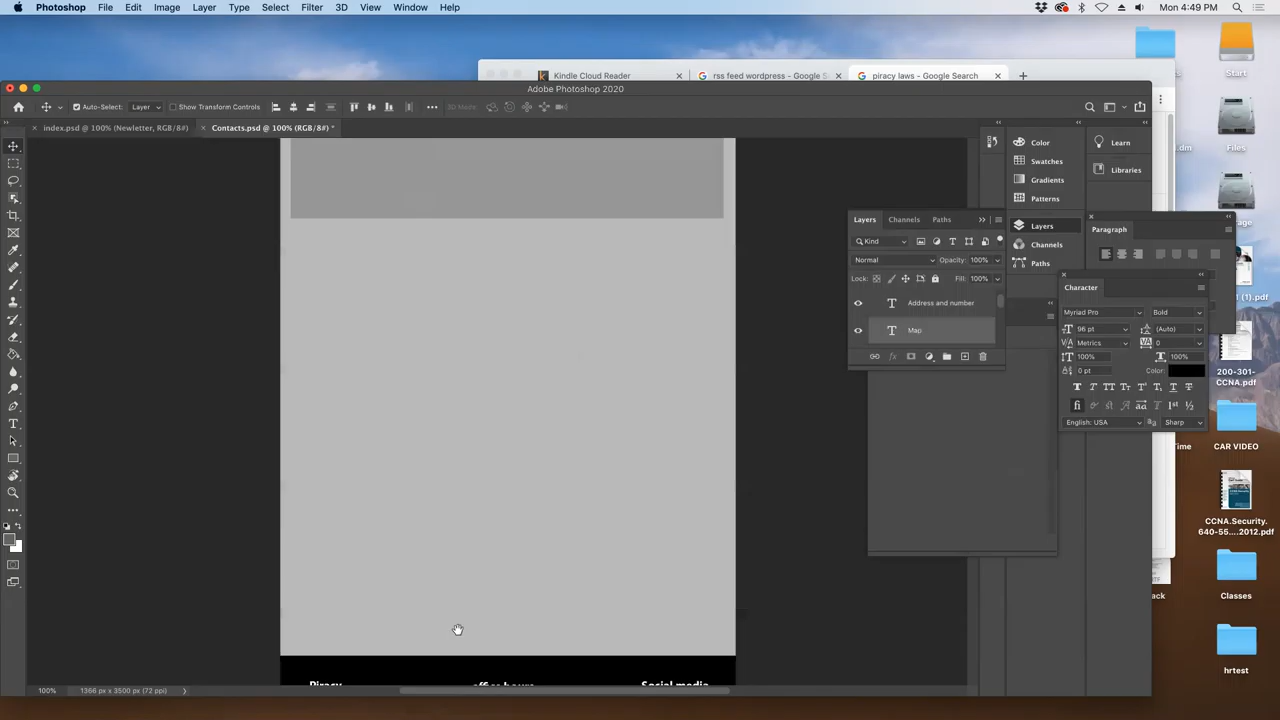 Photoshop File Edit Image Layer Type Select Filter 3D View Window Help Mon 4:49 PM
Kindle Cloud Reader rss feed wordpress - Google S piracy laws - Google Search
Start
Adobe Photoshop 2020
Auto-Select: Layer Show Transform Controls 3D Mode:
index.psd @ 100% (Newletter, RGB/8#) Contacts.psd @ 100% (RGB/8#) *
Color Learn
Files
Swatches Libraries
Gradients
Patterns
Layers Channels Paths Layers Paragraph
Kind Channels
Normal Opacity: 100% Paths
Lock: Fill: 100%
Character
(1).pdf
Address and number
Myriad Pro Bold
Map 96 pt (Auto)
Metrics 0
100% 100%
0 pt Color:
200-301-
CCNA.pdf
English: USA Sharp
CAR VIDEO
CCNA.Security.
640-55....2012.pdf
Classes
hrtest
Piracy office hours Social media
100% 1366 px x 3500 px (72 ppi)